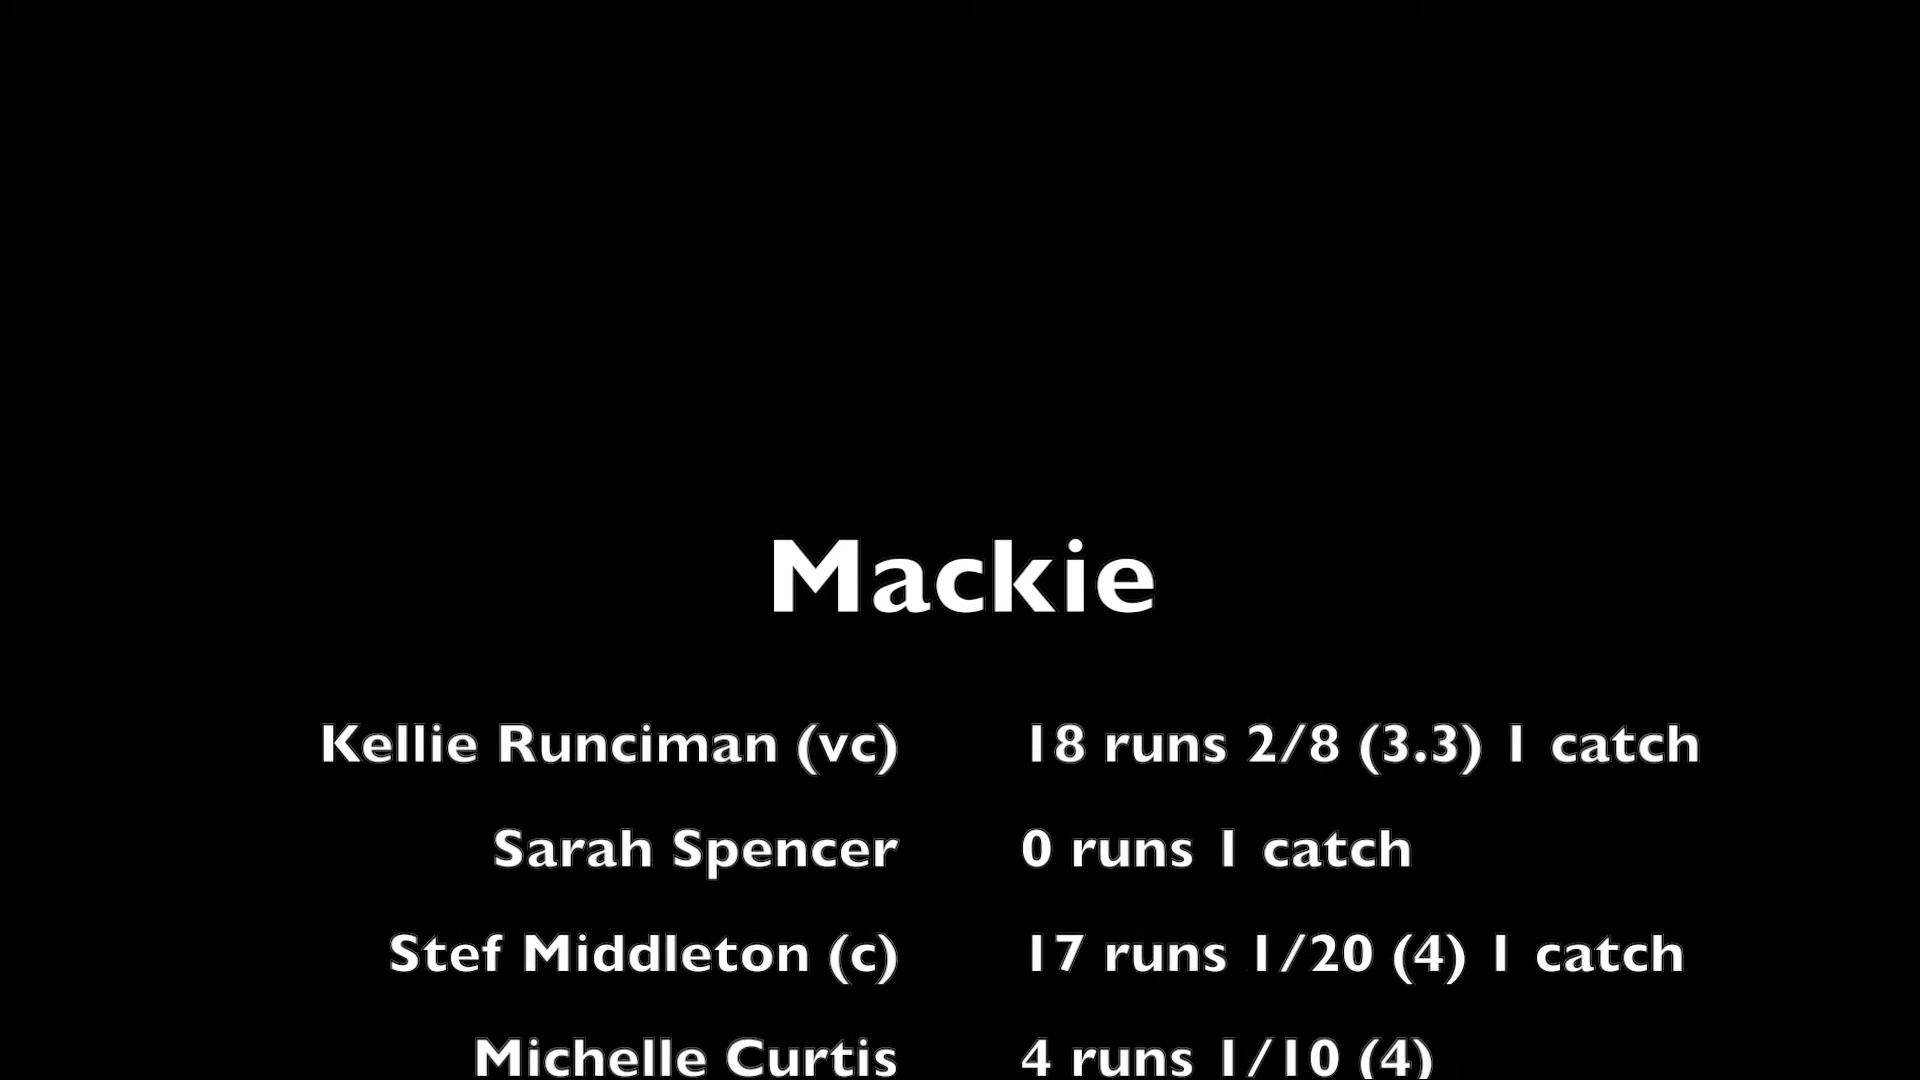 Mackie
Kellie Runciman (vc) 18 runs 2/8 (3.3) 1 catch
Sarah Spencer 0 runs 1 catch
Stef Middleton (c) 17 runs 1/20 (4) 1 catch
Michelle Curtis 4 runs 1/10 (4)